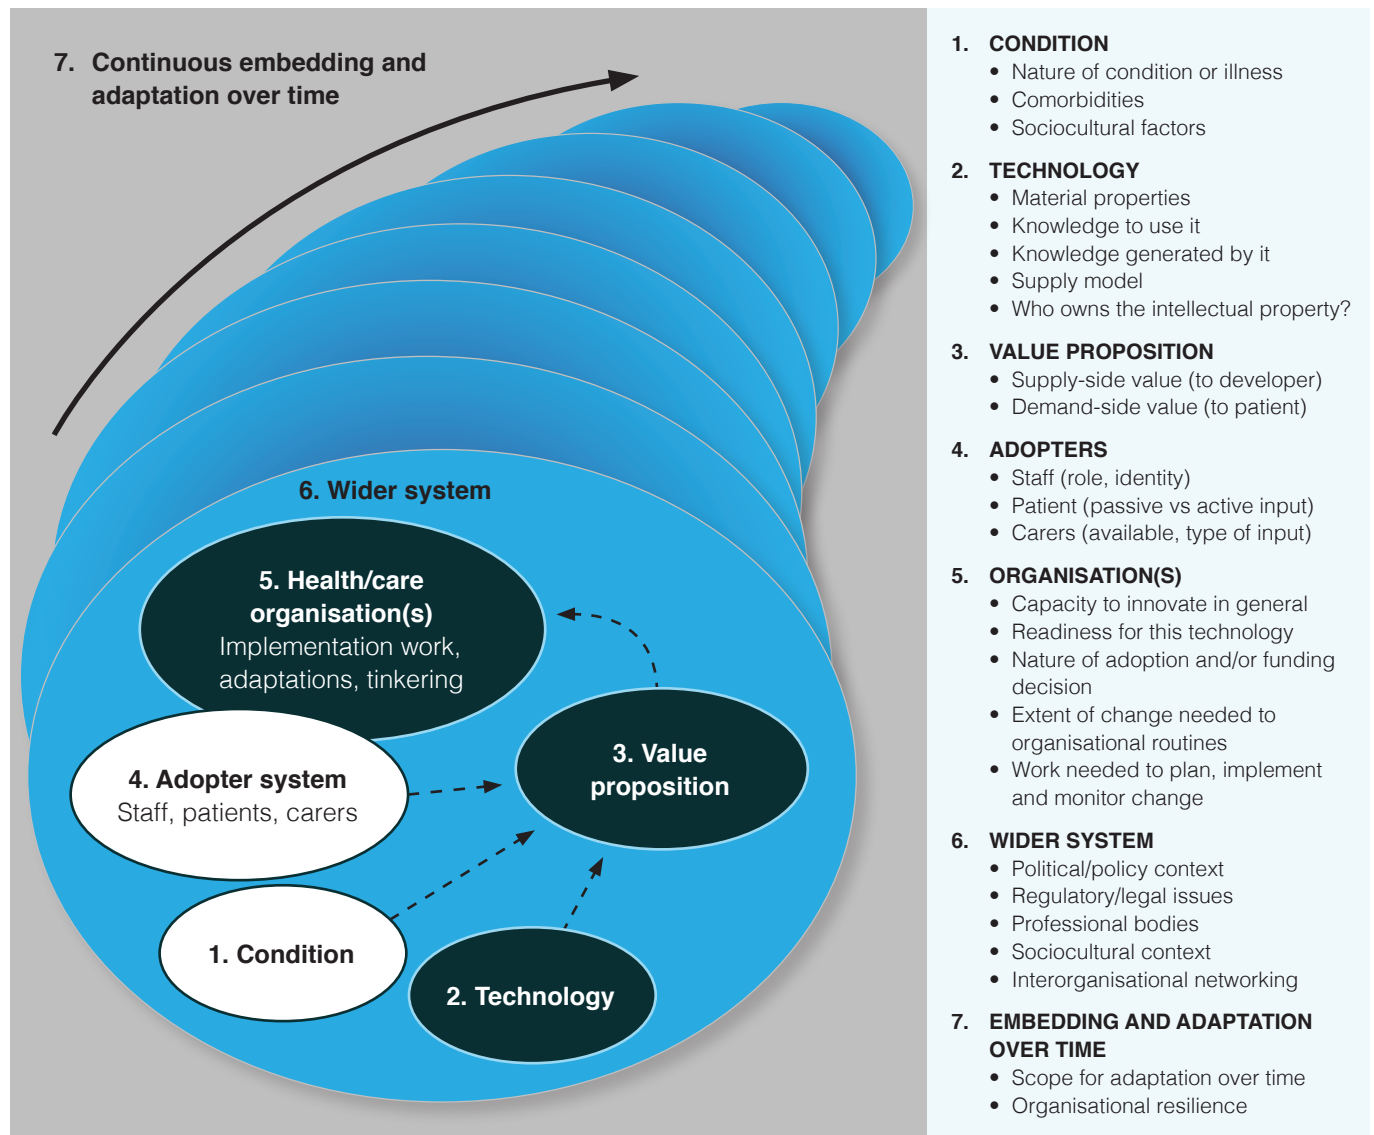 7. Continuous embedding and
adaptation over time
6. Wider system
5. Health/care
organisation(s)
Implementation work,
adaptations, tinkering
4. Adopter system
Staff, patients, carers
3. Value
proposition
1. Condition
2. Technology
1. CONDITION
• Nature of condition or illness
• Comorbidities
• Sociocultural factors
2. TECHNOLOGY
• Material properties
• Knowledge to use it
• Knowledge generated by it
• Supply model
• Who owns the intellectual property?
3. VALUE PROPOSITION
• Supply-side value (to developer)
• Demand-side value (to patient)
4. ADOPTERS
• Staff (role, identity)
• Patient (passive vs active input)
• Carers (available, type of input)
5. ORGANISATION(S)
• Capacity to innovate in general
• Readiness for this technology
• Nature of adoption and/or funding
decision
• Extent of change needed to
organisational routines
• Work needed to plan, implement
and monitor change
6. WIDER SYSTEM
• Political/policy context
• Regulatory/legal issues
• Professional bodies
• Sociocultural context
• Interorganisational networking
7. EMBEDDING AND ADAPTATION
OVER TIME
• Scope for adaptation over time
• Organisational resilience